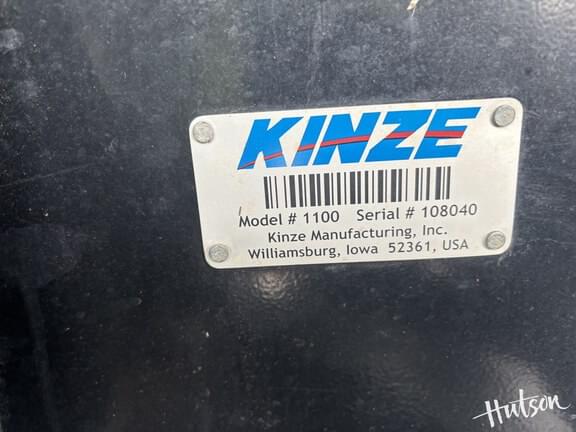 KINZE
Model # 1100 Serial # 108040
Kinze Manufacturing, Inc.
Williamsburg, Iowa 52361, USA
Hutson